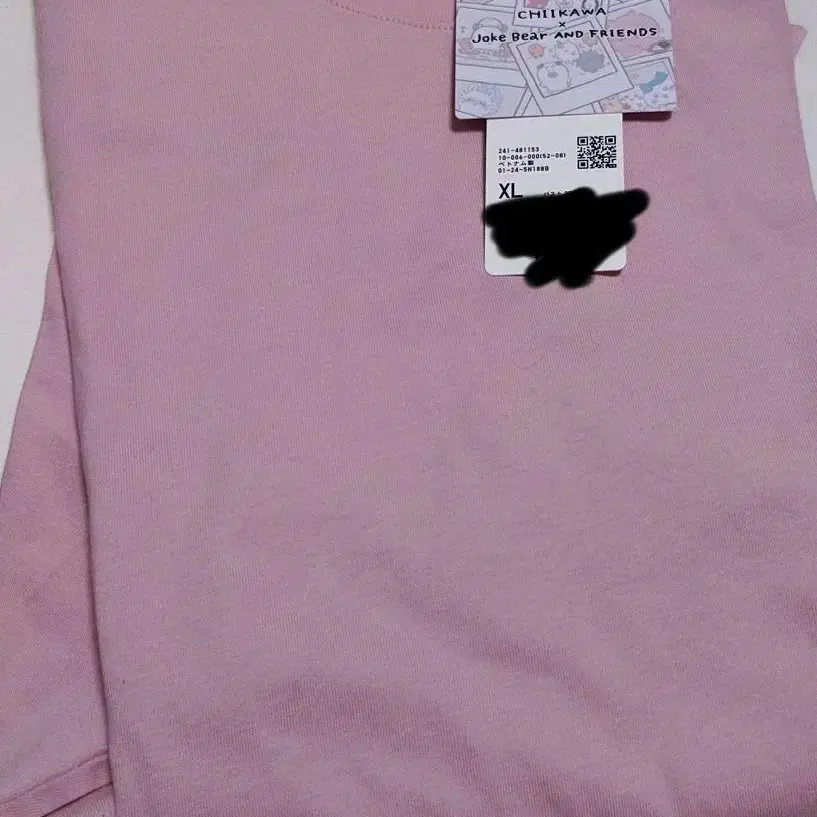 CHIIKAWA
×
Joke Bear AND FRIENDS
241-481153
10-006-000(52-08)
ベトナム製
01-24-5N188B
XL